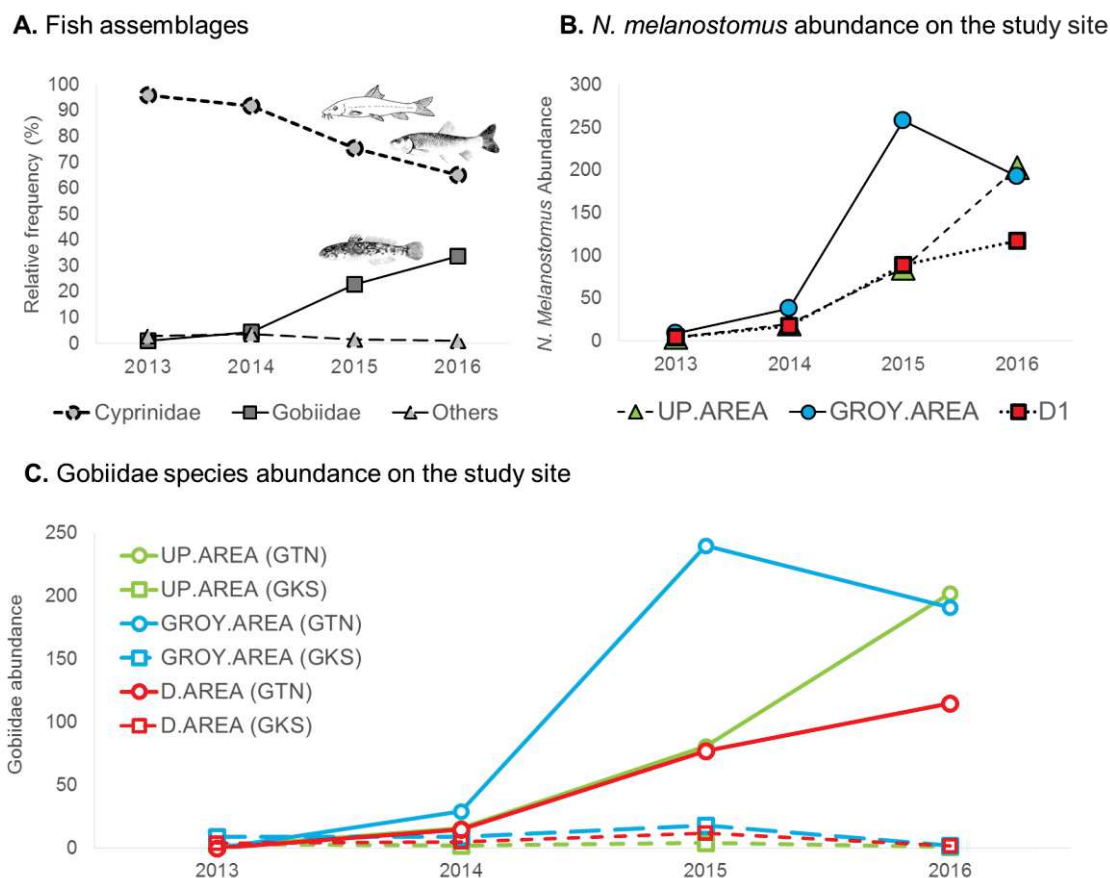 A. Fish assemblages
B. N. melanostomus abundance on the study site
Relative frequency (%)
100
90
80
70
60
50
40
30
20
10
0
2013 2014 2015 2016
Cyprinidae Gobiidae Others
N. Melanostomus Abundance
300
250
200
150
100
50
0
2013 2014 2015 2016
UP.AREA GROY.AREA D1
C. Gobiidae species abundance on the study site
Gobiidae abundance
250
200
150
100
50
0
UP.AREA (GTN)
UP.AREA (GKS)
GROY.AREA (GTN)
GROY.AREA (GKS)
D.AREA (GTN)
D.AREA (GKS)
2013 2014 2015 2016